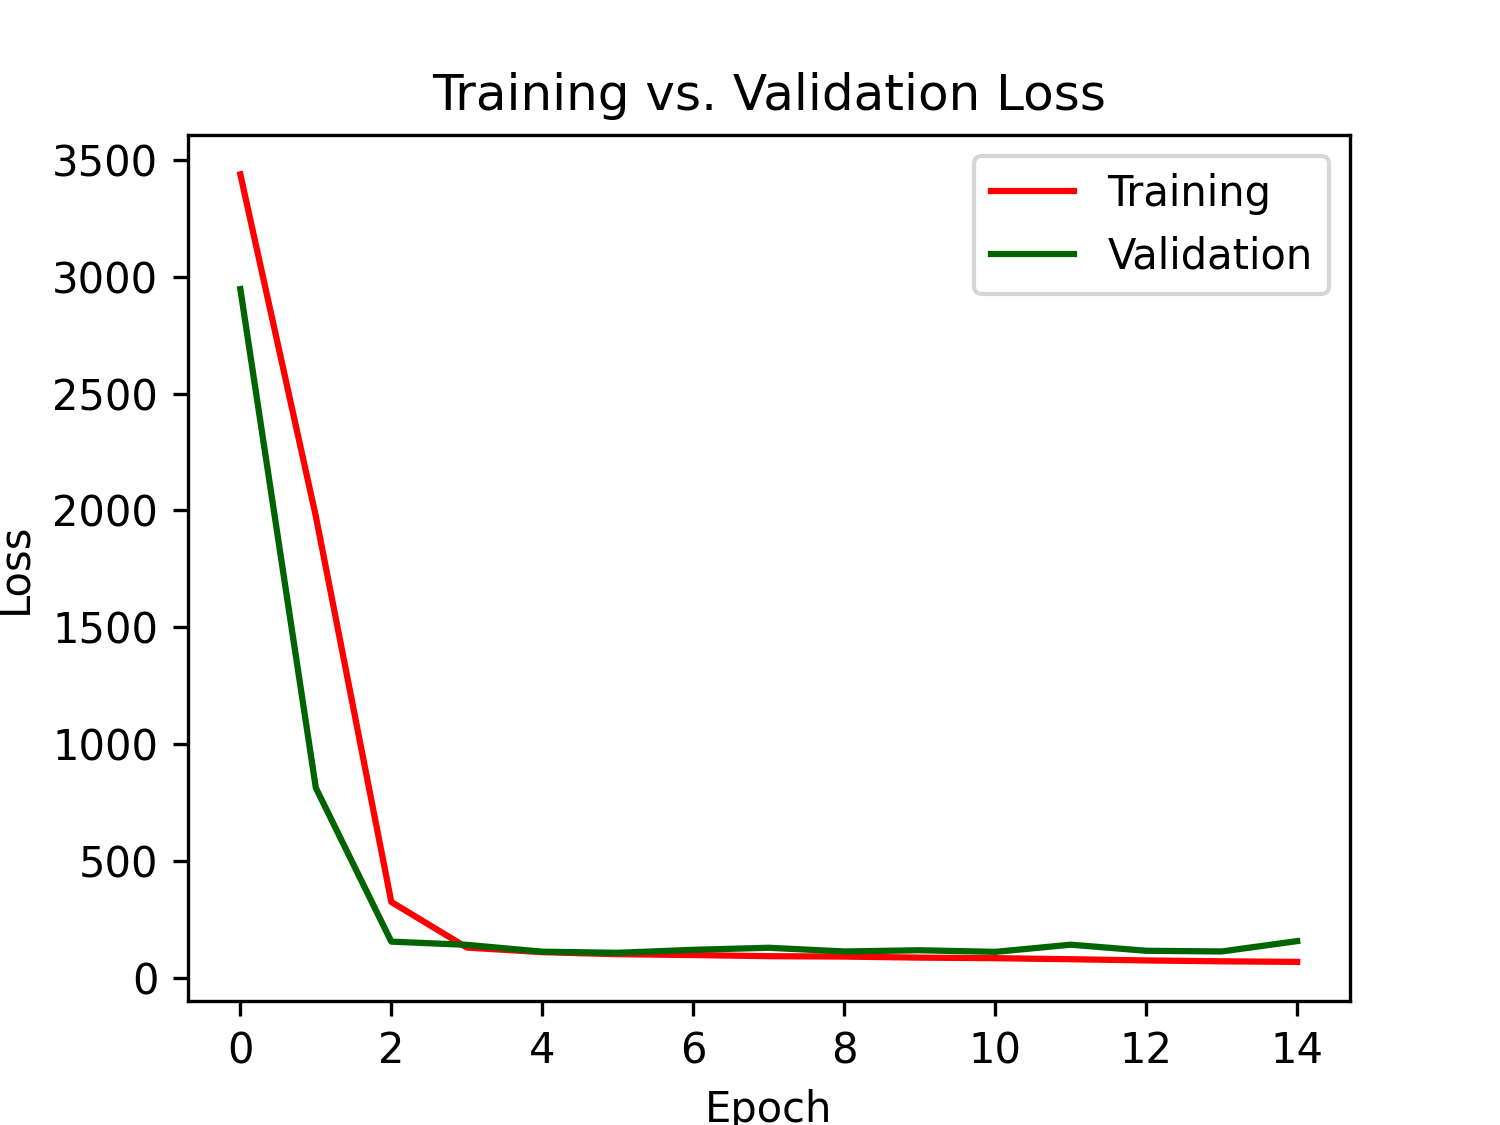 Training vs. Validation Loss
3500
3000
2500
2000
1500
1000
500
0
Loss
Training
Validation
0 2 4 6 8 10 12 14
Epoch